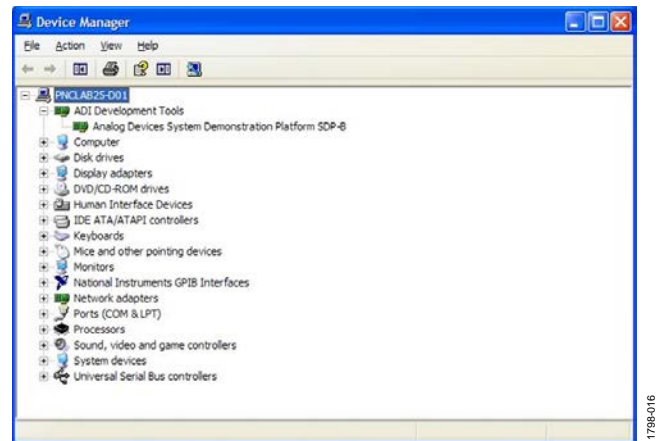 Device Manager
File Action View Help
PNCLAB25-D01
ADI Development Tools
Analog Devices System Demonstration Platform SDP-B
Computer
Disk drives
Display adapters
DVD/CD-ROM drives
Human Interface Devices
IDE ATA/ATAPI controllers
Keyboards
Mice and other pointing devices
Monitors
National Instruments GPIB Interfaces
Network adapters
Ports (COM & LPT)
Processors
Sound, video and game controllers
System devices
Universal Serial Bus controllers
1798-016